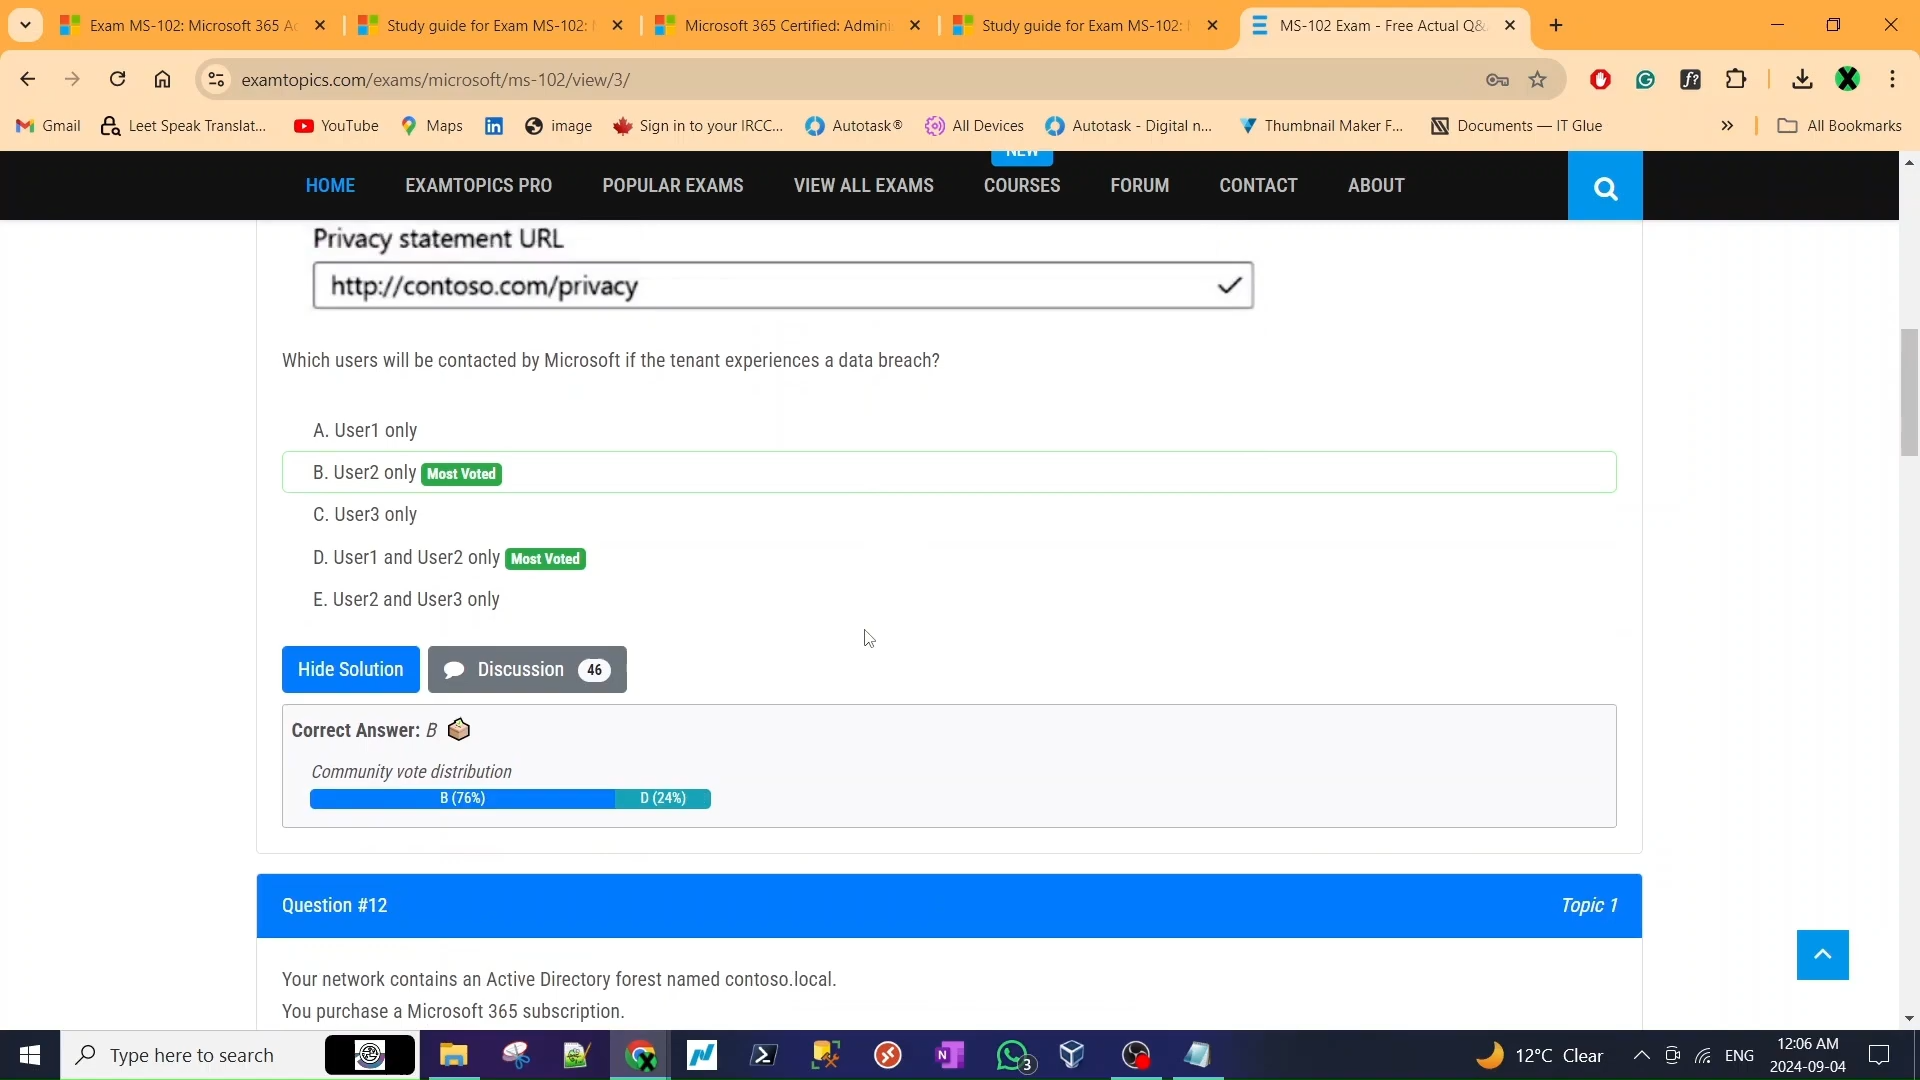 Exam MS-102: Microsoft 365 Ac
Study guide for Exam MS-102:
Microsoft 365 Certified: Admini
Study guide for Exam MS-102:
MS-102 Exam - Free Actual Q&
examtopics.com/exams/microsoft/ms-102/view/3/
Gmail
Leet Speak Translat...
YouTube
Maps
image
Sign in to your IRCC...
Autotask®
All Devices
Autotask - Digital n...
Thumbnail Maker F...
Documents — IT Glue
All Bookmarks
NEW
HOME
EXAMTOPICS PRO
POPULAR EXAMS
VIEW ALL EXAMS
COURSES
FORUM
CONTACT
ABOUT
Privacy statement URL
http://contoso.com/privacy
Which users will be contacted by Microsoft if the tenant experiences a data breach?
A. User1 only
B. User2 only Most Voted
C. User3 only
D. User1 and User2 only Most Voted
E. User2 and User3 only
Hide Solution
Discussion 46
Correct Answer: B
Community vote distribution
B (76%)
D (24%)
Question #12
Topic 1
Your network contains an Active Directory forest named contoso.local.
You purchase a Microsoft 365 subscription.
Type here to search
3
12°C Clear
ENG
12:06 AM
2024-09-04